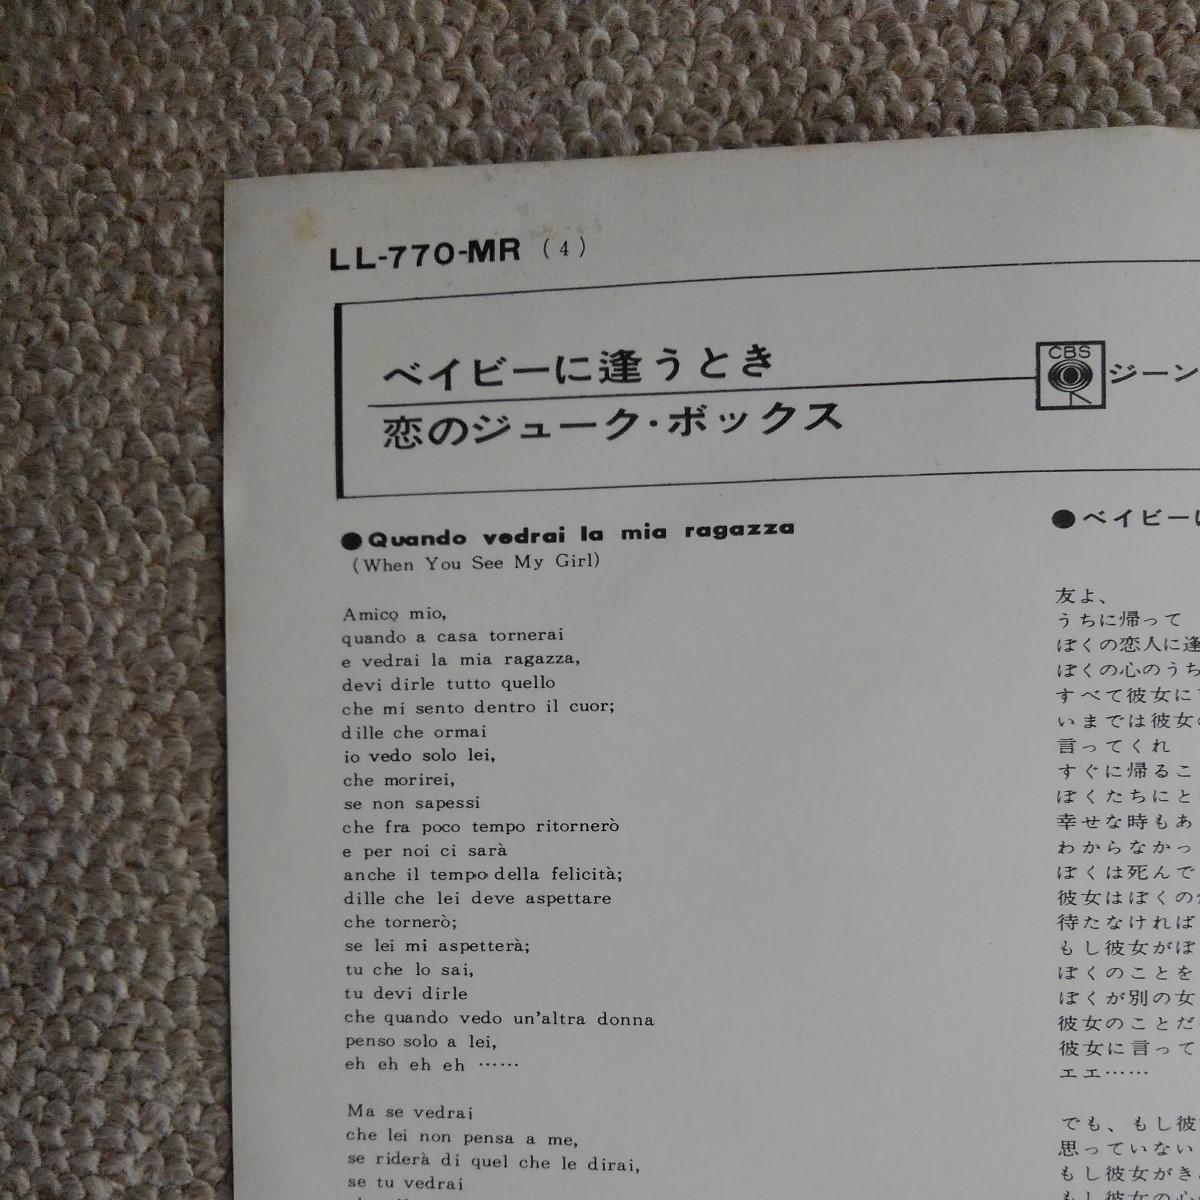 LL-770-MR (4)
ベイビーに逢うとき
恋のジューク・ボックス
CBS
ジーン
●Quando vedrai la mia ragazza
(When You See My Girl)
Amico mio,
quando a casa tornerai
e vedrai la mia ragazza,
devi dirle tutto quello
che mi sento dentro il cuor;
dille che ormai
io vedo solo lei,
che morirei,
se non sapessi
che fra poco tempo ritornerò
e per noi ci sarà
anche il tempo della felicità;
dille che lei deve aspettare
che tornerò;
se lei mi aspetterà;
tu che lo sai,
tu devi dirle
che quando vedo un'altra donna
penso solo a lei,
eh eh eh eh ……
Ma se vedrai
che lei non pensa a me,
se riderà di quel che le dirai,
se tu vedrai
●ベイビーに
友よ、
うちに帰って
ぼくの恋人に逢
ぼくの心のうち
すべて彼女に
いまでは彼女の
言ってくれ
すぐに帰るこ
ぼくたちにと
幸せな時もあ
わからなかっ
ぼくは死んで
彼女はぼくの
待たなければ
もし彼女がぼ
ぼくのことを
ぼくが別の女
彼女のことだ
彼女に言って
エエ……
でも、もし彼
思っていない
もし彼女がき
もし彼女の心